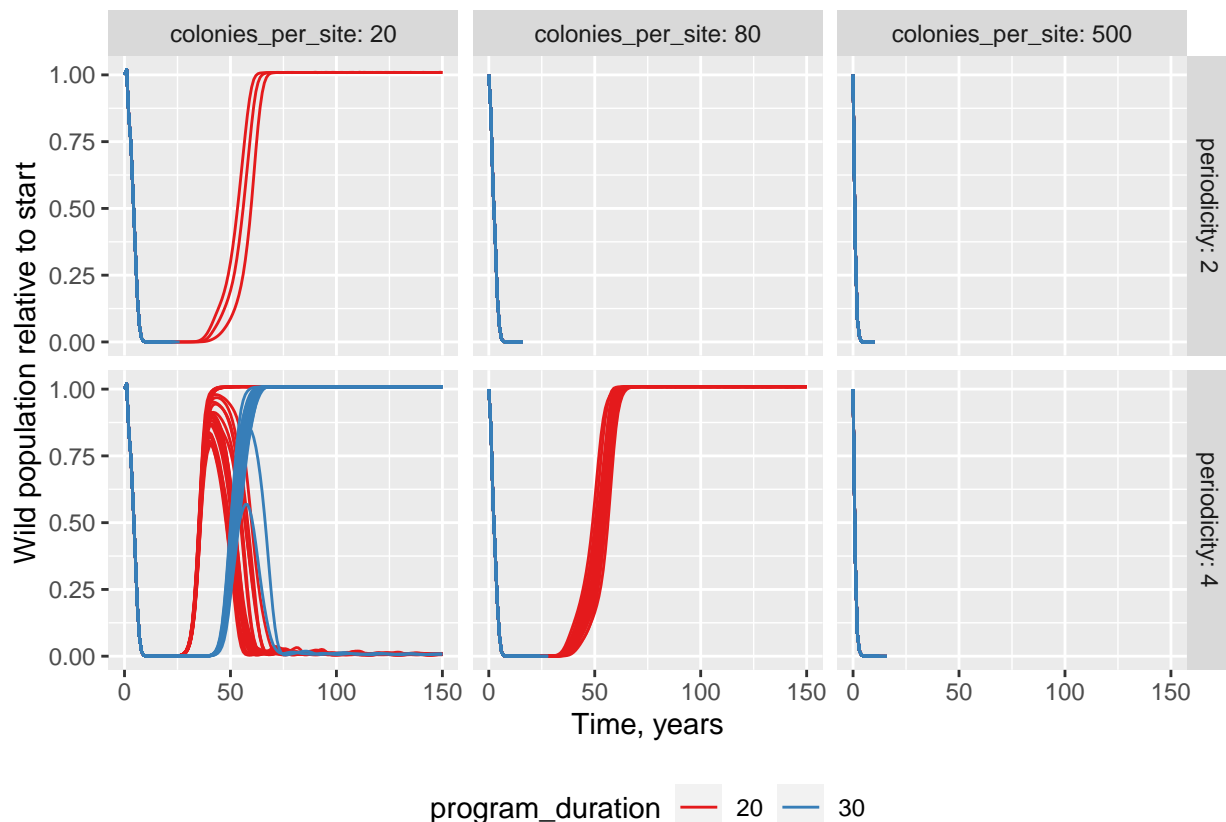 colonies_per_site: 20
colonies_per_site: 80
colonies_per_site: 500
1.00
0.75
0.50
0.25
0.00
periodicity: 2
1.00
0.75
0.50
0.25
0.00
periodicity: 4
Wild population relative to start
0 50 100 150
0 50 100 150
0 50 100 150
Time, years
program_duration 20 30